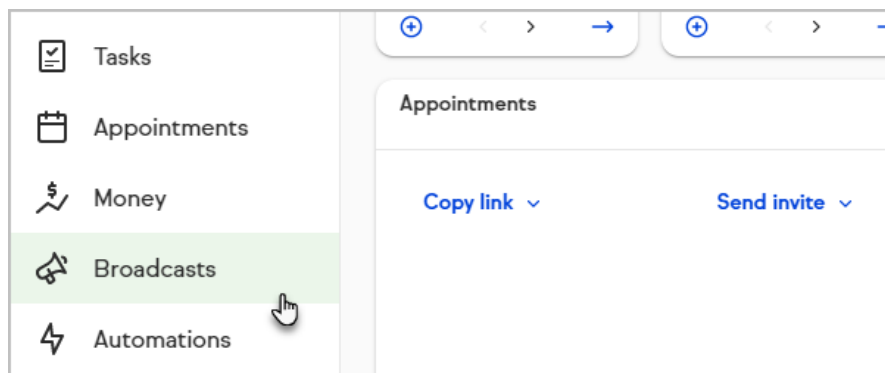 Tasks
Appointments
Money
Broadcasts
Automations
Appointments
Copy link
Send invite